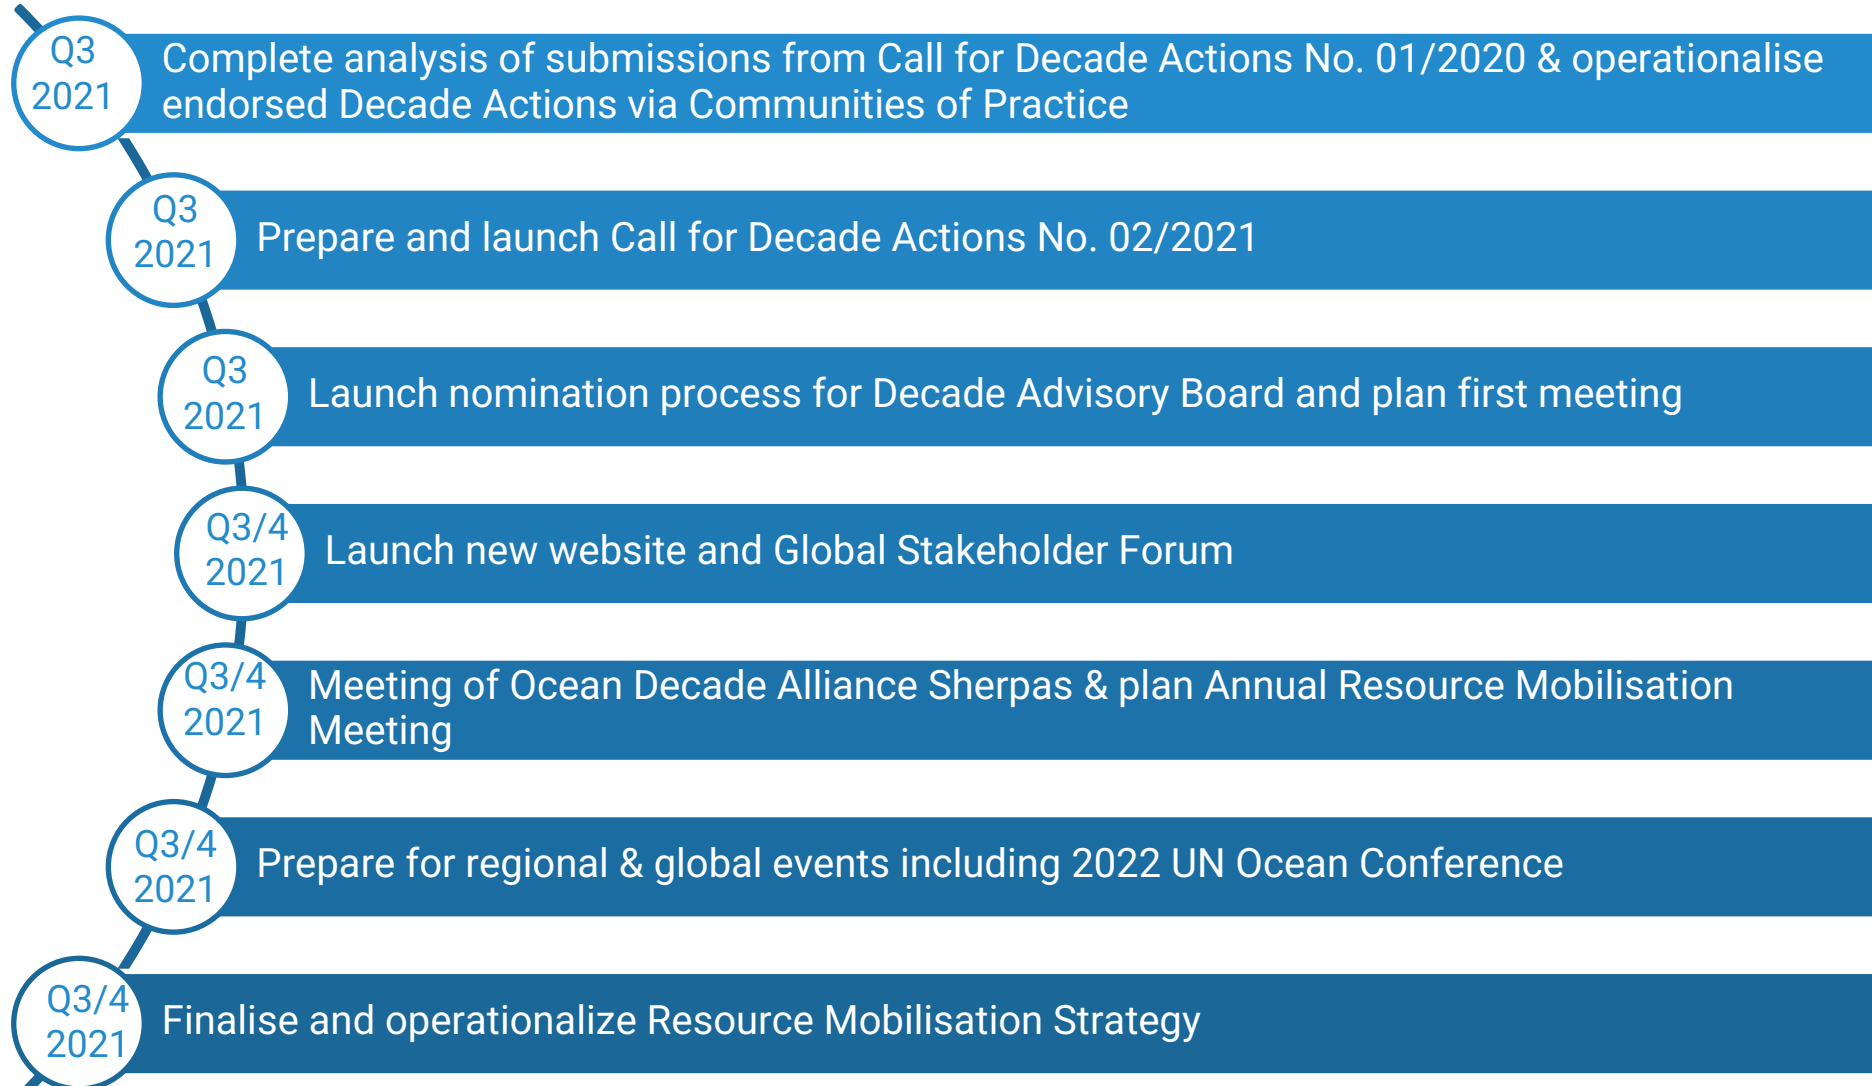 Q3
2021
Complete analysis of submissions from Call for Decade Actions No. 01/2020 & operationalise
endorsed Decade Actions via Communities of Practice
Q3
2021
Prepare and launch Call for Decade Actions No. 02/2021
Q3
2021
Launch nomination process for Decade Advisory Board and plan first meeting
Q3/4
2021
Launch new website and Global Stakeholder Forum
Q3/4
2021
Meeting of Ocean Decade Alliance Sherpas & plan Annual Resource Mobilisation
Meeting
Q3/4
2021
Prepare for regional & global events including 2022 UN Ocean Conference
Q3/4
2021
Finalise and operationalize Resource Mobilisation Strategy